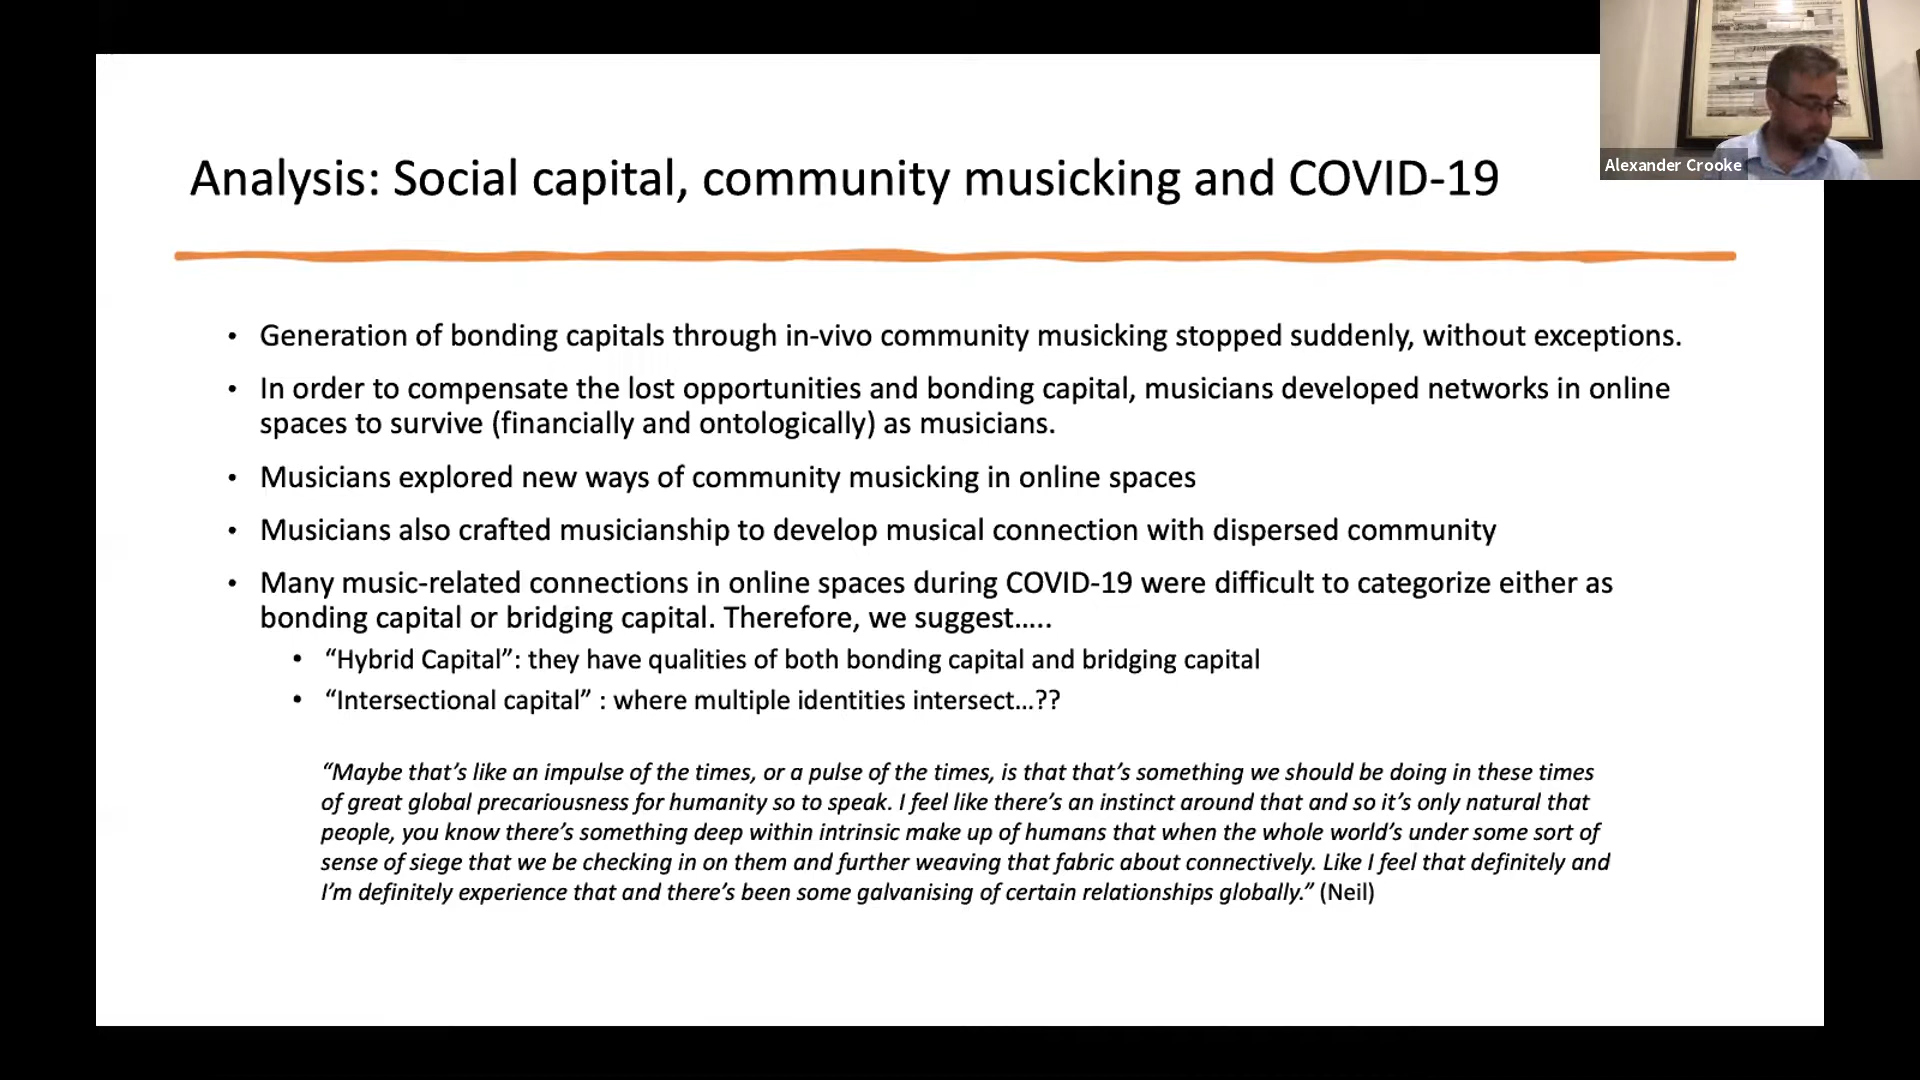 Alexander Crooke
Analysis: Social capital, community musicking and COVID-19
• Generation of bonding capitals through in-vivo community musicking stopped suddenly, without exceptions.
• In order to compensate the lost opportunities and bonding capital, musicians developed networks in online
spaces to survive (financially and ontologically) as musicians.
• Musicians explored new ways of community musicking in online spaces
• Musicians also crafted musicianship to develop musical connection with dispersed community
• Many music-related connections in online spaces during COVID-19 were difficult to categorize either as
bonding capital or bridging capital. Therefore, we suggest…..
• “Hybrid Capital”: they have qualities of both bonding capital and bridging capital
• “Intersectional capital” : where multiple identities intersect…??
“Maybe that’s like an impulse of the times, or a pulse of the times, is that that’s something we should be doing in these times
of great global precariousness for humanity so to speak. I feel like there’s an instinct around that and so it’s only natural that
people, you know there’s something deep within intrinsic make up of humans that when the whole world’s under some sort of
sense of siege that we be checking in on them and further weaving that fabric about connectively. Like I feel that definitely and
I’m definitely experience that and there’s been some galvanising of certain relationships globally.” (Neil)